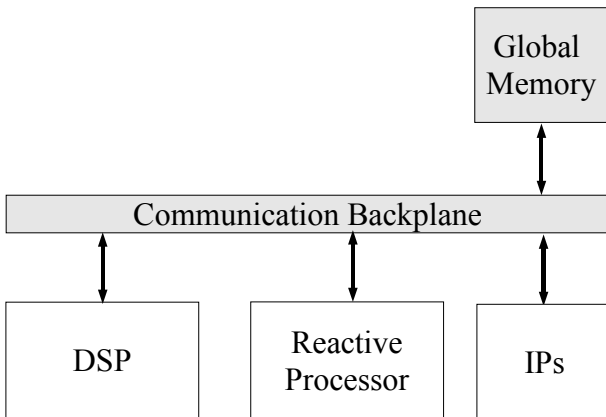 Global
Memory
Communication Backplane
DSP
Reactive
Processor
IPs